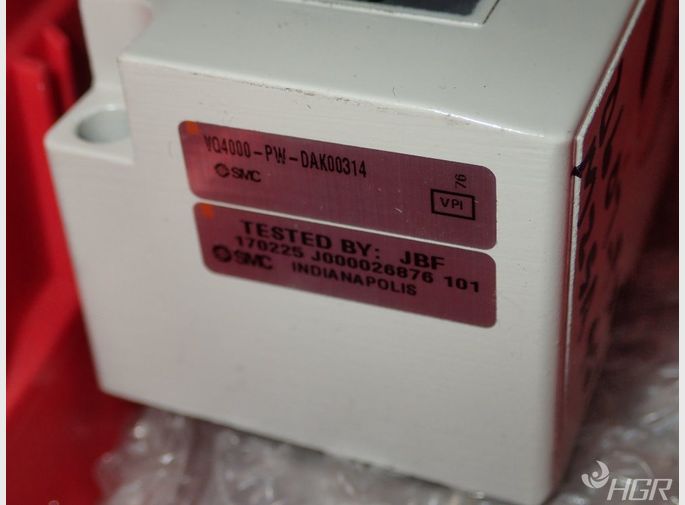 VQ4000-PW-DAK00314
SMC
76
VPI
TESTED BY: JBF
170225 J000026876 101
SMC INDIANAPOLIS
HGR